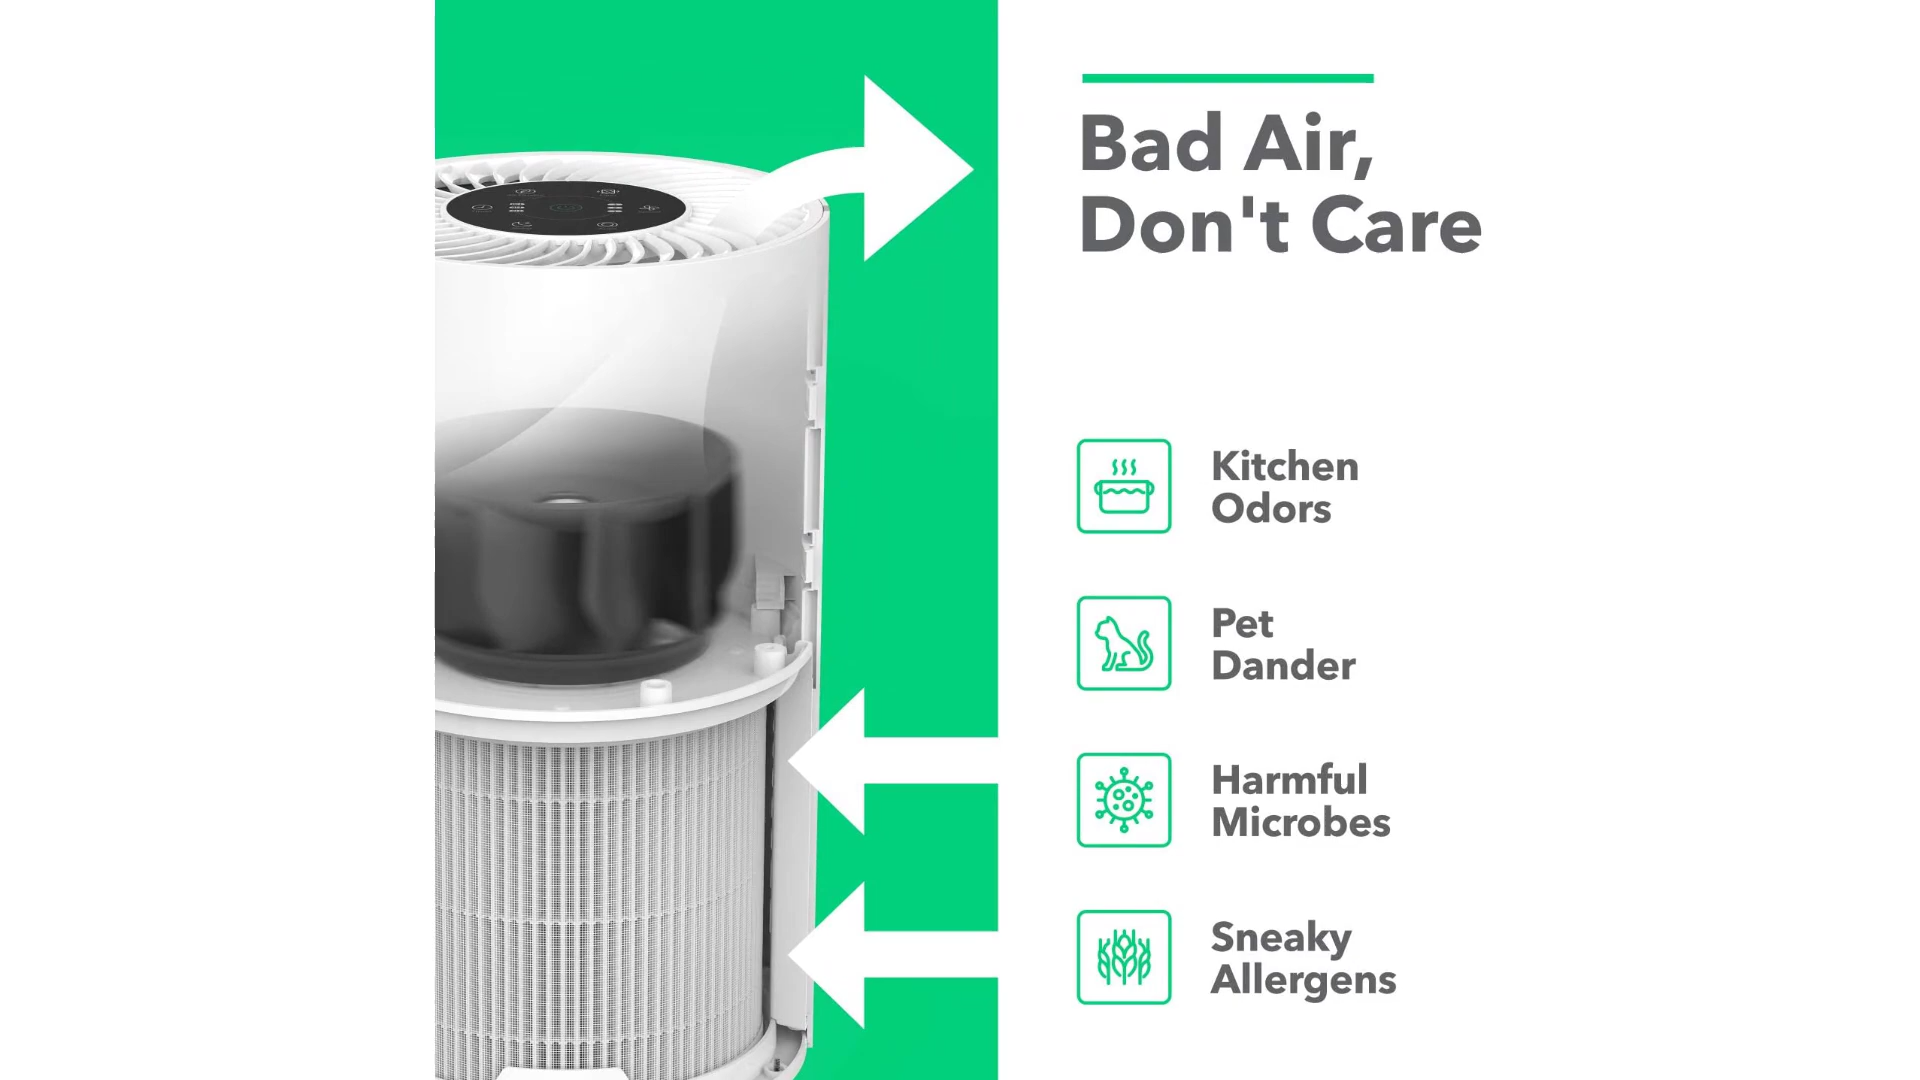 Bad Air,
Don't Care
Kitchen
Odors
Pet
Dander
Harmful
Microbes
Sneaky
Allergens